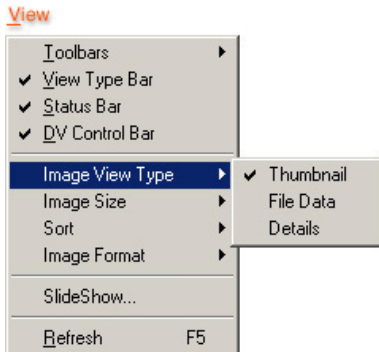 View
Toolbars
View Type Bar
Status Bar
DV Control Bar
Image View Type
Thumbnail
Image Size
File Data
Sort
Details
Image Format
SlideShow...
Refresh F5